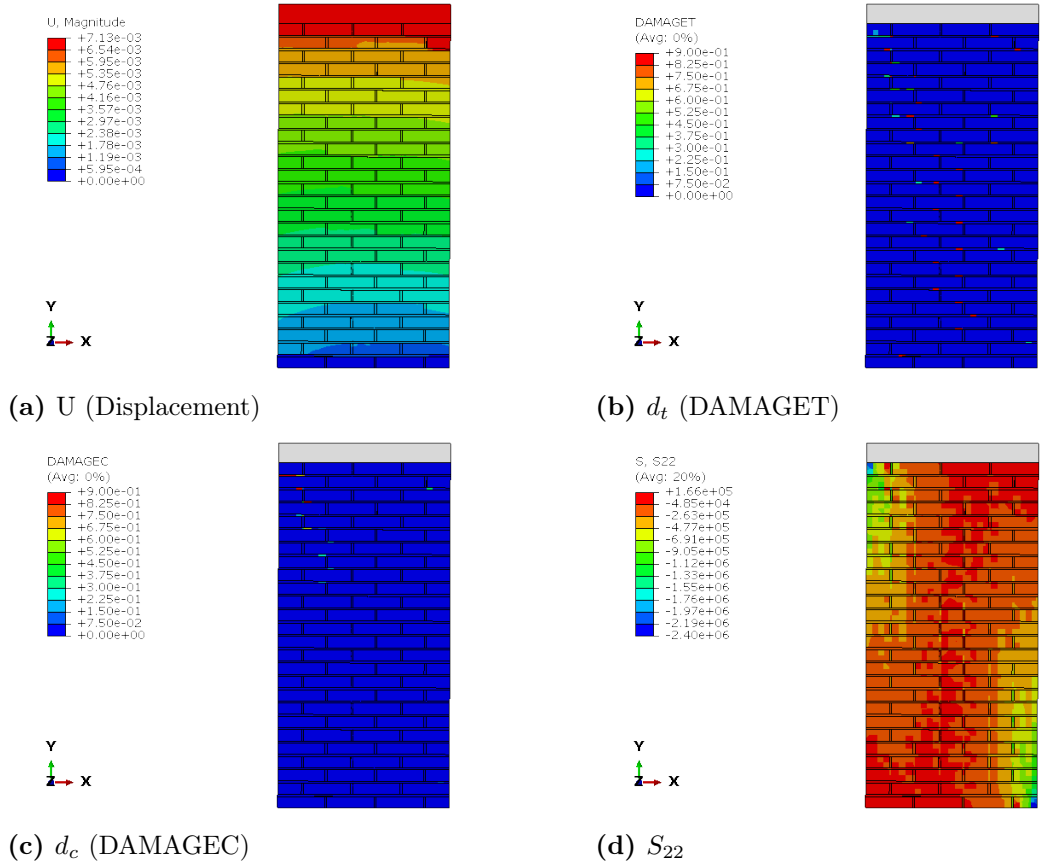 U, Magnitude
+7.13e-03
+6.54e-03
+5.95e-03
+5.35e-03
+4.76e-03
+4.16e-03
+3.57e-03
+2.97e-03
+2.38e-03
+1.78e-03
+1.19e-03
+5.95e-04
+0.00e+00
Y
Z X
(a) U (Displacement)
DAMAGET
(Avg: 0%)
+9.00e-01
+8.25e-01
+7.50e-01
+6.75e-01
+6.00e-01
+5.25e-01
+4.50e-01
+3.75e-01
+3.00e-01
+2.25e-01
+1.50e-01
+7.50e-02
+0.00e+00
Y
Z X
(b) d_t (DAMAGET)
DAMAGEC
(Avg: 0%)
+9.00e-01
+8.25e-01
+7.50e-01
+6.75e-01
+6.00e-01
+5.25e-01
+4.50e-01
+3.75e-01
+3.00e-01
+2.25e-01
+1.50e-01
+7.50e-02
+0.00e+00
Y
Z X
(c) d_c (DAMAGEC)
S, S22
(Avg: 20%)
+1.66e+05
-4.85e+04
-2.63e+05
-4.77e+05
-6.91e+05
-9.05e+05
-1.12e+06
-1.33e+06
-1.55e+06
-1.76e+06
-1.97e+06
-2.19e+06
-2.40e+06
Y
Z X
(d) S_22